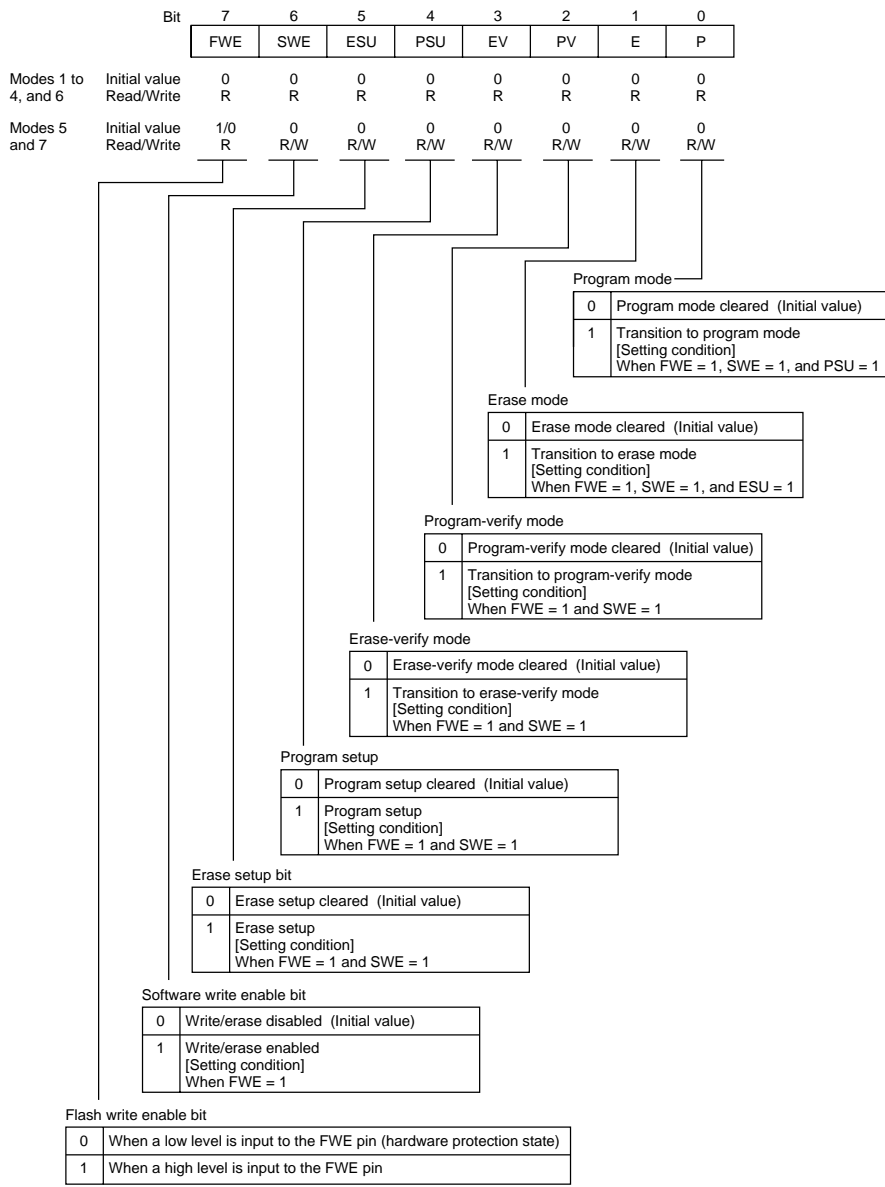 Bit 7 6 5 4 3 2 1 0
FWE SWE ESU PSU EV PV E P
Modes 1 to Initial value 0 0 0 0 0 0 0 0
4, and 6 Read/Write R R R R R R R R
Modes 5 Initial value 1/0 0 0 0 0 0 0 0
and 7 Read/Write R R/W R/W R/W R/W R/W R/W R/W
Program mode
0 Program mode cleared (Initial value)
1 Transition to program mode
[Setting condition]
When FWE = 1, SWE = 1, and PSU = 1
Erase mode
0 Erase mode cleared (Initial value)
1 Transition to erase mode
[Setting condition]
When FWE = 1, SWE = 1, and ESU = 1
Program-verify mode
0 Program-verify mode cleared (Initial value)
1 Transition to program-verify mode
[Setting condition]
When FWE = 1 and SWE = 1
Erase-verify mode
0 Erase-verify mode cleared (Initial value)
1 Transition to erase-verify mode
[Setting condition]
When FWE = 1 and SWE = 1
Program setup
0 Program setup cleared (Initial value)
1 Program setup
[Setting condition]
When FWE = 1 and SWE = 1
Erase setup bit
0 Erase setup cleared (Initial value)
1 Erase setup
[Setting condition]
When FWE = 1 and SWE = 1
Software write enable bit
0 Write/erase disabled (Initial value)
1 Write/erase enabled
[Setting condition]
When FWE = 1
Flash write enable bit
0 When a low level is input to the FWE pin (hardware protection state)
1 When a high level is input to the FWE pin